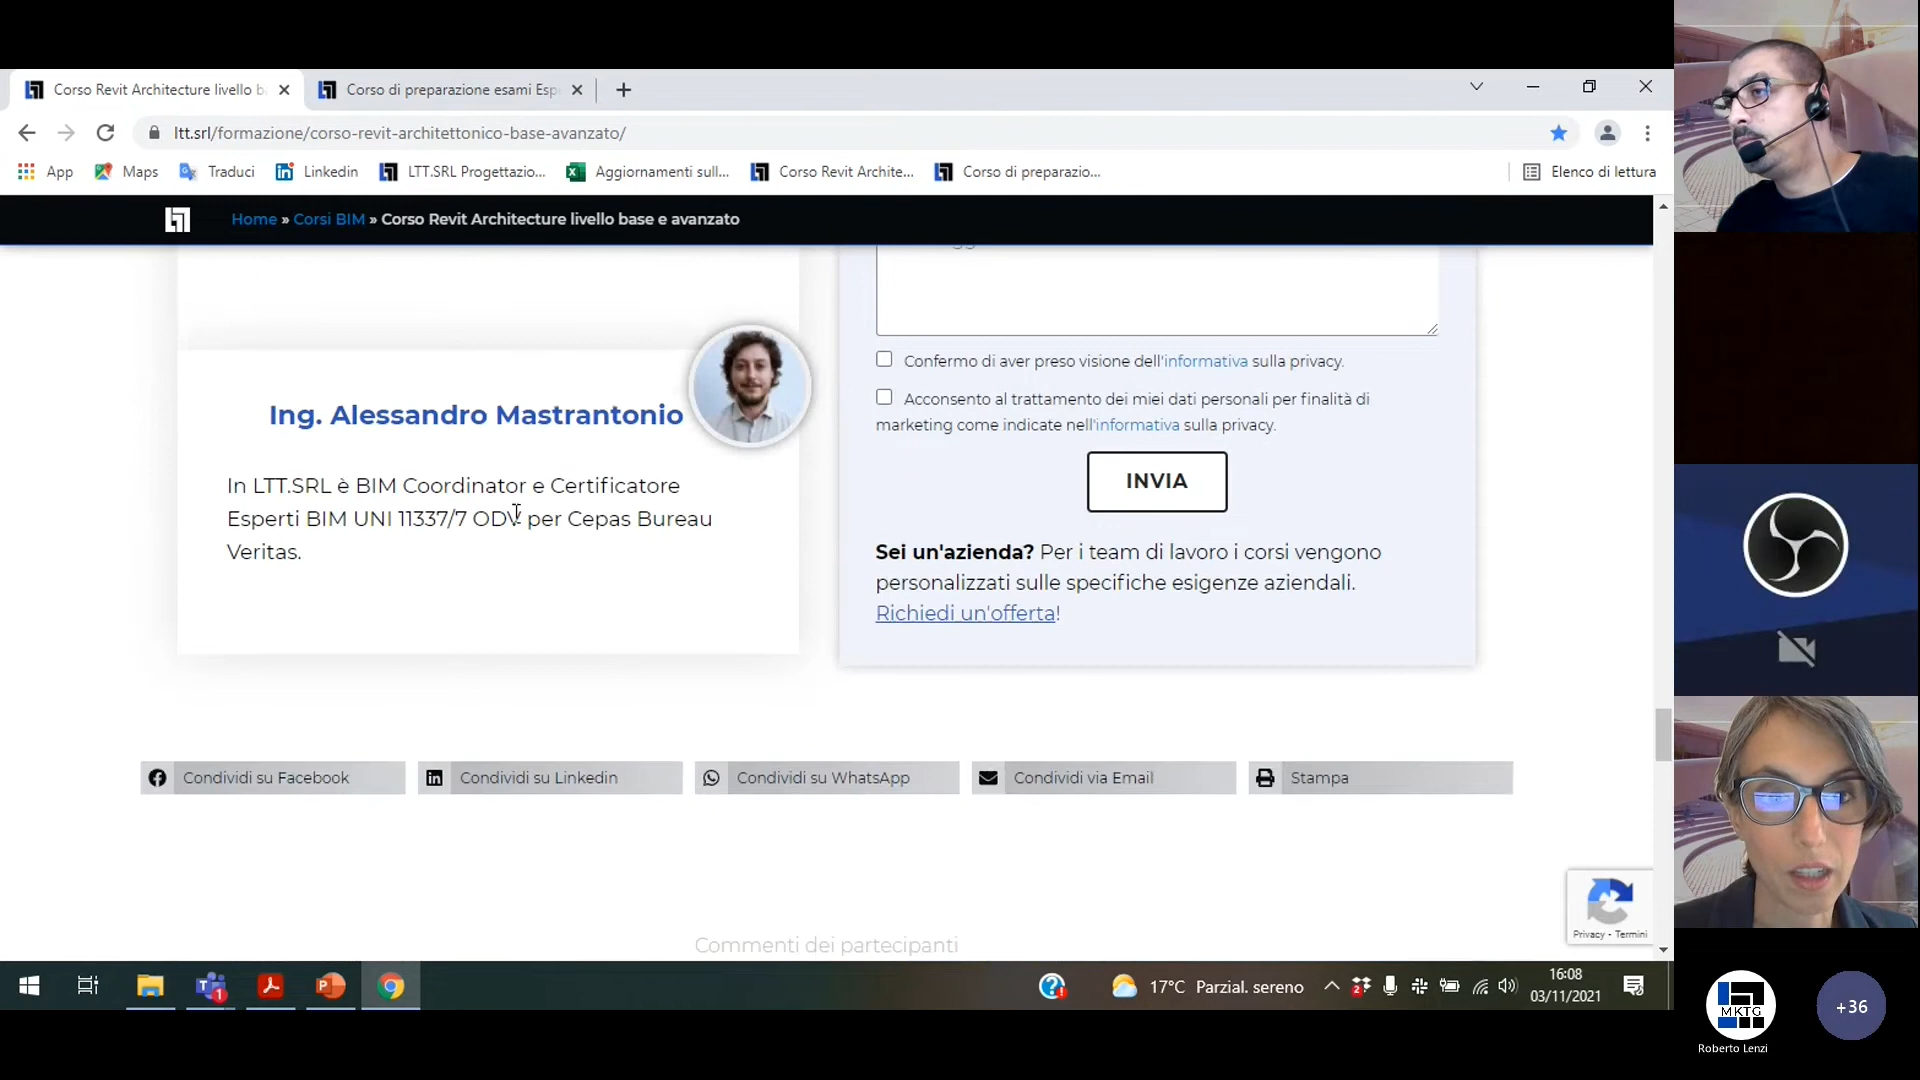 Corso Revit Architecture livello b
Corso di preparazione esami Esp
ltt.srl/formazione/corso-revit-architettonico-base-avanzato/
App
Maps
Traduci
Linkedin
LTT.SRL Progettazio...
Aggiornamenti sull...
Corso Revit Archite...
Corso di preparazio...
Elenco di lettura
Home » Corsi BIM » Corso Revit Architecture livello base e avanzato
Ing. Alessandro Mastrantonio
In LTT.SRL è BIM Coordinator e Certificatore
Esperti BIM UNI 11337/7 ODV per Cepas Bureau
Veritas.
Confermo di aver preso visione dell'informativa sulla privacy.
Acconsento al trattamento dei miei dati personali per finalità di
marketing come indicate nell'informativa sulla privacy.
INVIA
Sei un'azienda? Per i team di lavoro i corsi vengono
personalizzati sulle specifiche esigenze aziendali.
Richiedi un'offerta!
Condividi su Facebook
Condividi su Linkedin
Condividi su WhatsApp
Condividi via Email
Stampa
Privacy - Termini
Commenti dei partecipanti
1
17°C Parzial. sereno
2
16:08
03/11/2021
MKTG
Roberto Lenzi
+36